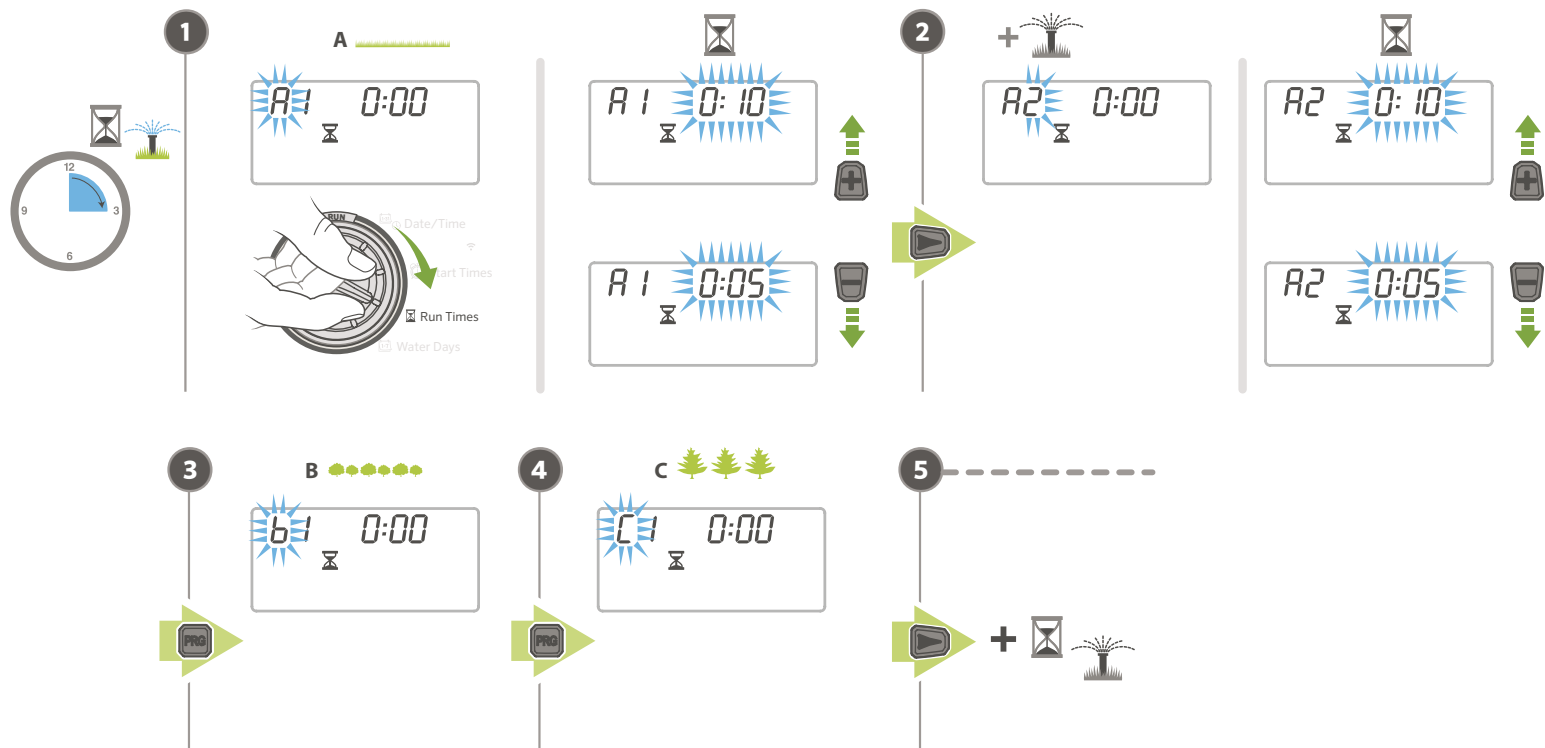 1
A
A1 0:00
12
3
6
9
RUN
Date/Time
Start Times
Run Times
Water Days
A1 0:10
A1 0:05
2
A2 0:00
A2 0:10
A2 0:05
3
B
b1 0:00
PRG
4
C
C1 0:00
PRG
5